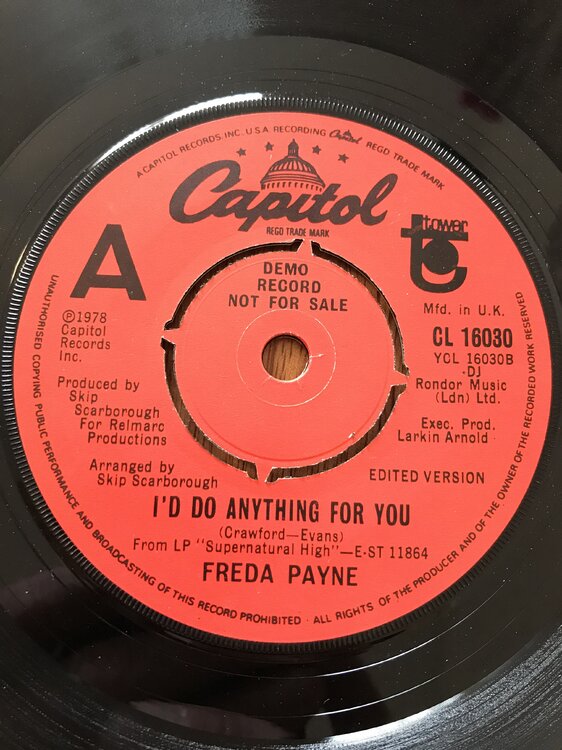 A CAPITOL RECORDS, INC. U.S.A. RECORDING Capitol REGD TRADE MARK
Capitol
REGD TRADE MARK
tower
A
DEMO
RECORD
NOT FOR SALE
℗1978
Capitol
Records
Inc.
Mfd. in U.K.
CL 16030
YCL 16030B
·DJ
Rondor Music
(Ldn) Ltd.
Produced by
Skip
Scarborough
For Relmarc
Productions
Exec. Prod.
Larkin Arnold
Arranged by
Skip Scarborough
EDITED VERSION
I'D DO ANYTHING FOR YOU
(Crawford—Evans)
From LP "Supernatural High"—E-ST 11864
FREDA PAYNE
UNAUTHORISED COPYING PUBLIC PERFORMANCE AND BROADCASTING OF THIS RECORD PROHIBITED · ALL RIGHTS OF THE PRODUCER AND OF THE OWNER OF THE RECORDED WORK RESERVED